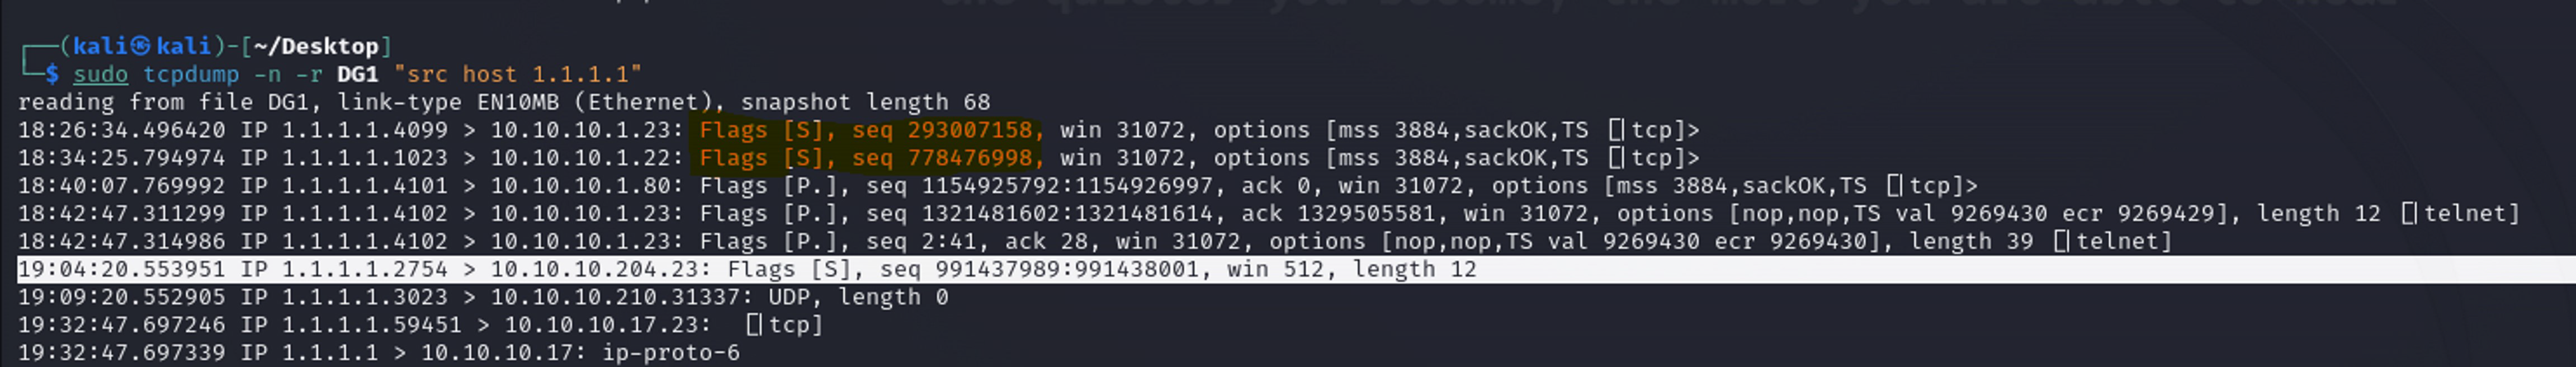 ┌──(kali㉿kali)-[~/Desktop]
└─$ sudo tcpdump -n -r DG1 "src host 1.1.1.1"
reading from file DG1, link-type EN10MB (Ethernet), snapshot length 68
18:26:34.496420 IP 1.1.1.1.4099 > 10.10.10.1.23: Flags [S], seq 293007158, win 31072, options [mss 3884,sackOK,TS [|tcp]>
18:34:25.794974 IP 1.1.1.1.1023 > 10.10.10.1.22: Flags [S], seq 778476998, win 31072, options [mss 3884,sackOK,TS [|tcp]>
18:40:07.769992 IP 1.1.1.1.4101 > 10.10.10.1.80: Flags [P.], seq 1154925792:1154926997, ack 0, win 31072, options [mss 3884,sackOK,TS [|tcp]>
18:42:47.311299 IP 1.1.1.1.4102 > 10.10.10.1.23: Flags [P.], seq 1321481602:1321481614, ack 1329505581, win 31072, options [nop,nop,TS val 9269430 ecr 9269429], length 12 [|telnet]
18:42:47.314986 IP 1.1.1.1.4102 > 10.10.10.1.23: Flags [P.], seq 2:41, ack 28, win 31072, options [nop,nop,TS val 9269430 ecr 9269430], length 39 [|telnet]
19:04:20.553951 IP 1.1.1.1.2754 > 10.10.10.204.23: Flags [S], seq 991437989:991438001, win 512, length 12
19:09:20.552905 IP 1.1.1.1.3023 > 10.10.10.210.31337: UDP, length 0
19:32:47.697246 IP 1.1.1.1.59451 > 10.10.10.17.23:  [|tcp]
19:32:47.697339 IP 1.1.1.1 > 10.10.10.17: ip-proto-6